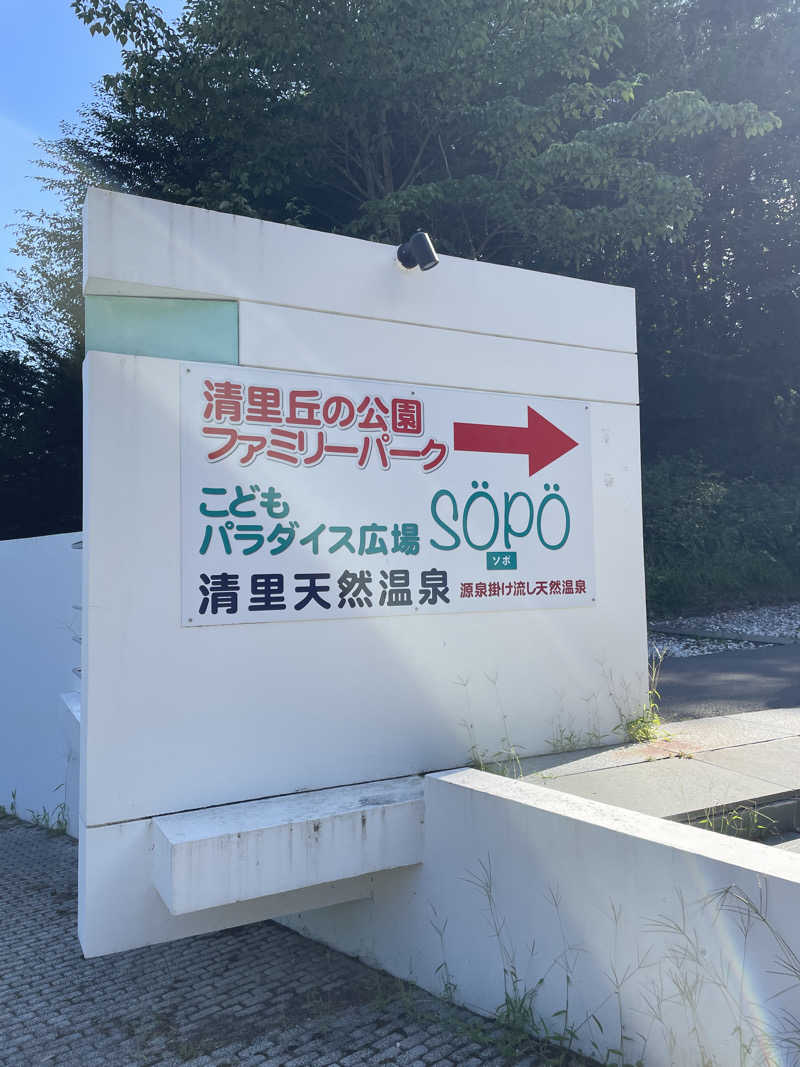 清里丘の公園
ファミリーパーク
こども
パラダイス広場
SÖPÖ
ソポ
清里天然温泉
源泉掛け流し天然温泉